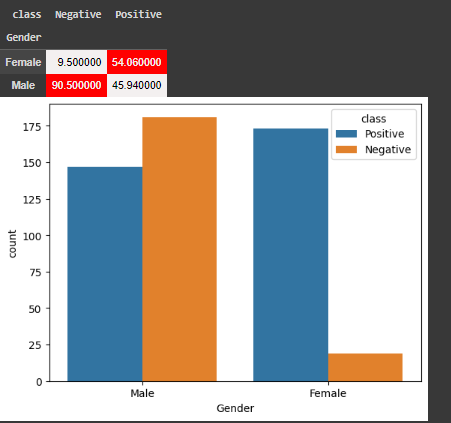 class Negative Positive
Gender
Female 9.500000 54.060000
Male 90.500000 45.940000
class
Positive
Negative
175
150
125
100
75
50
25
0
count
Male Female
Gender